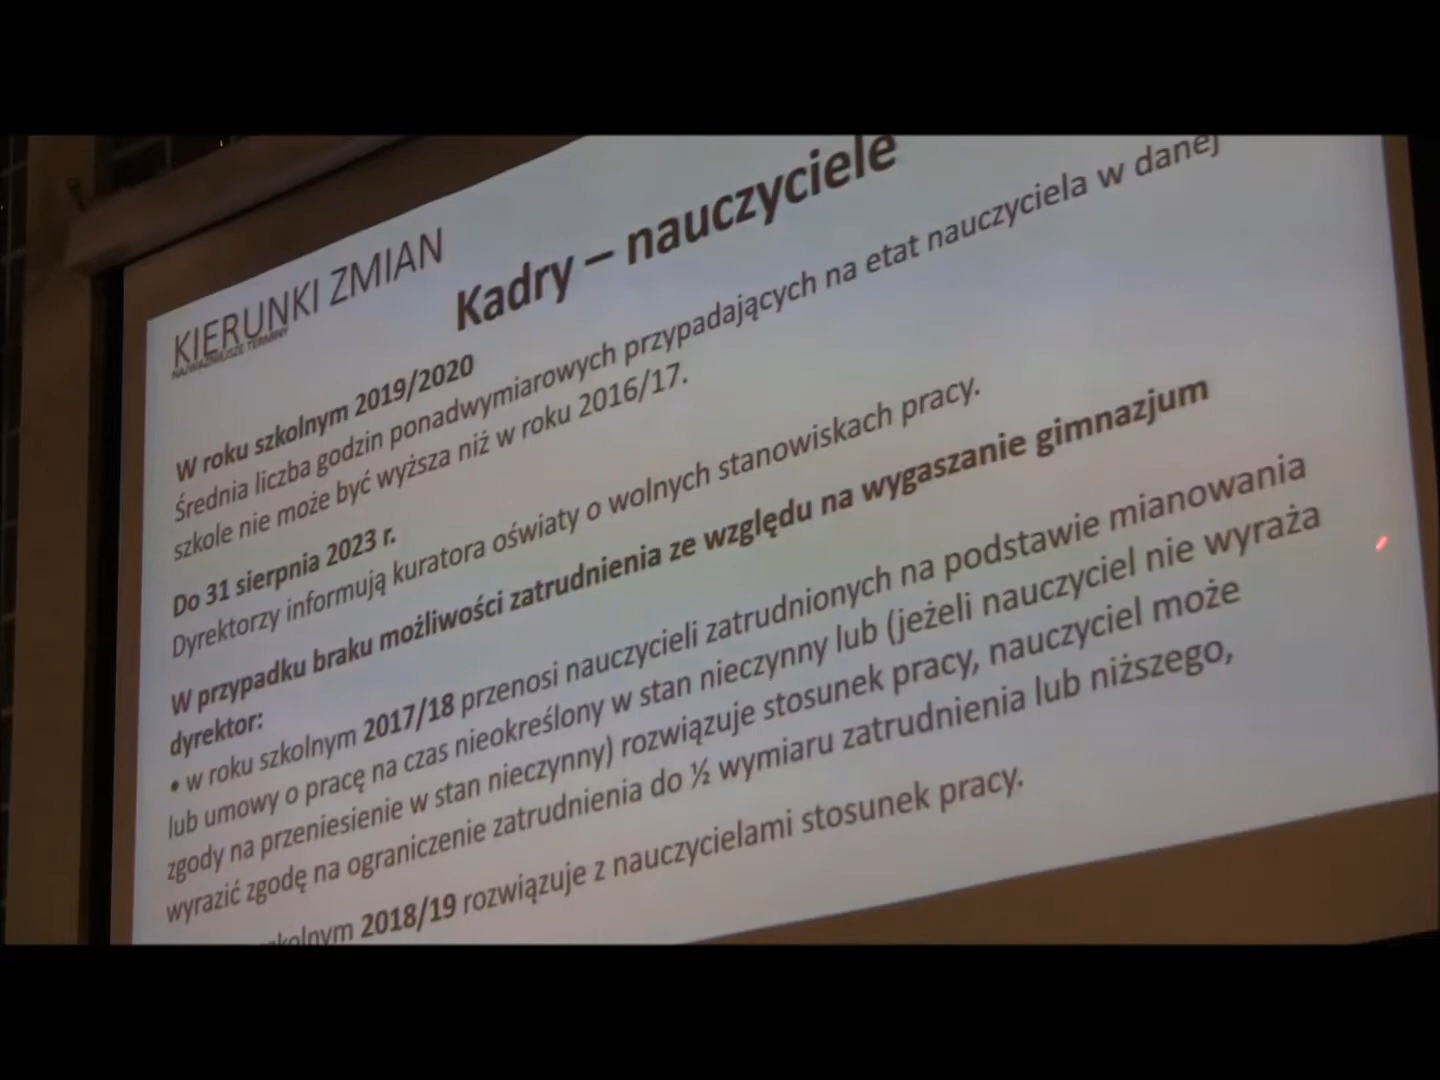 KIERUNKI ZMIAN
NAJWAŻNIEJSZE TERMINY
Kadry – nauczyciele
W roku szkolnym 2019/2020
Średnia liczba godzin ponadwymiarowych przypadających na etat nauczyciela w danej
szkole nie może być wyższa niż w roku 2016/17.
Do 31 sierpnia 2023 r.
Dyrektorzy informują kuratora oświaty o wolnych stanowiskach pracy.
W przypadku braku możliwości zatrudnienia ze względu na wygaszanie gimnazjum
dyrektor:
• w roku szkolnym 2017/18 przenosi nauczycieli zatrudnionych na podstawie mianowania
lub umowy o pracę na czas nieokreślony w stan nieczynny lub (jeżeli nauczyciel nie wyraża
zgody na przeniesienie w stan nieczynny) rozwiązuje stosunek pracy, nauczyciel może
wyrazić zgodę na ograniczenie zatrudnienia do ½ wymiaru zatrudnienia lub niższego,
zkolnym 2018/19 rozwiązuje z nauczycielami stosunek pracy.